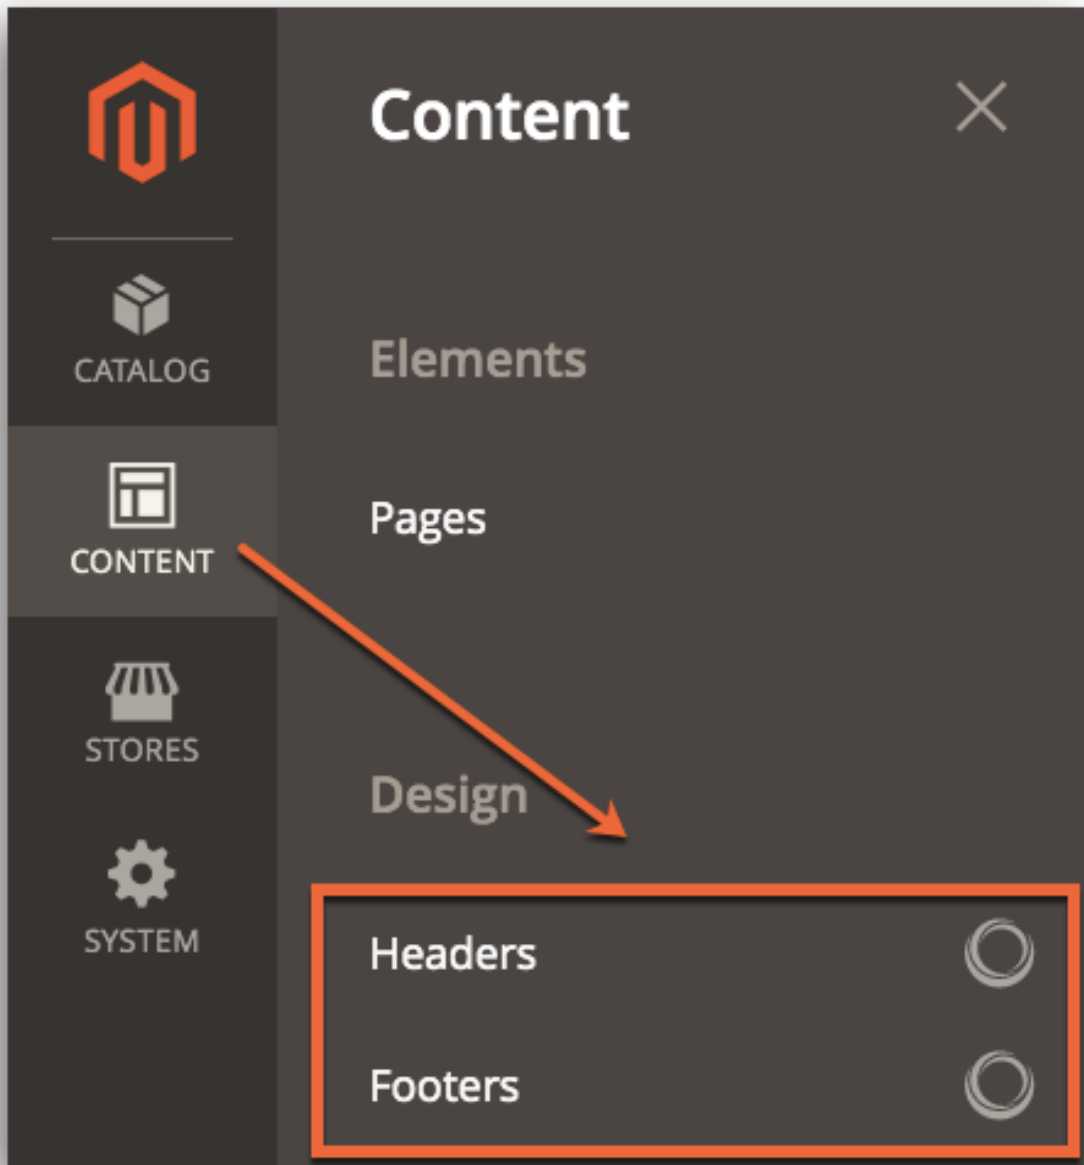 Content
CATALOG
Elements
CONTENT
Pages
STORES
Design
SYSTEM
Headers
Footers